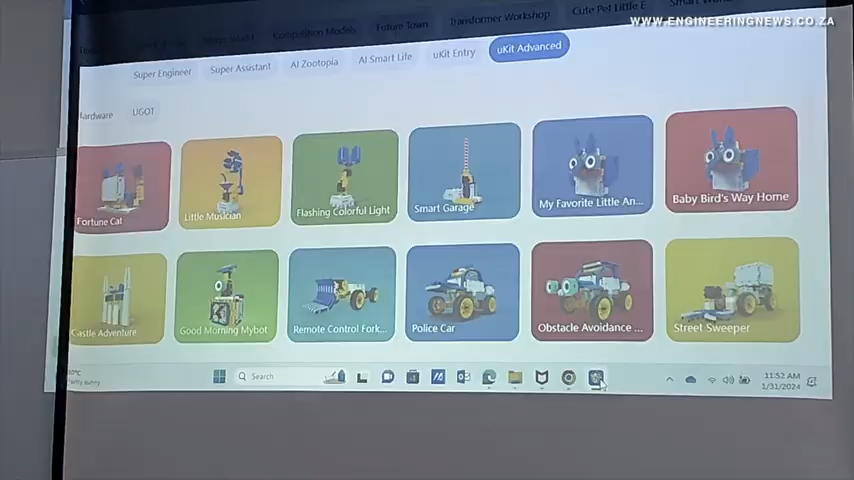 WWW.ENGINEERINGNEWS.CO.ZA
Competition Models
Future Town
Transformer Workshop
Cute Pet Little E
Super Engineer
Super Assistant
AI Zootopia
AI Smart Life
uKit Entry
uKit Advanced
UGOT
Fortune Cat
Little Musician
Flashing Colorful Light
Smart Garage
My Favorite Little An...
Baby Bird's Way Home
Castle Adventure
Good Morning Mybot
Remote Control Fork...
Police Car
Obstacle Avoidance ...
Street Sweeper
Search
11:52 AM
1/31/2024